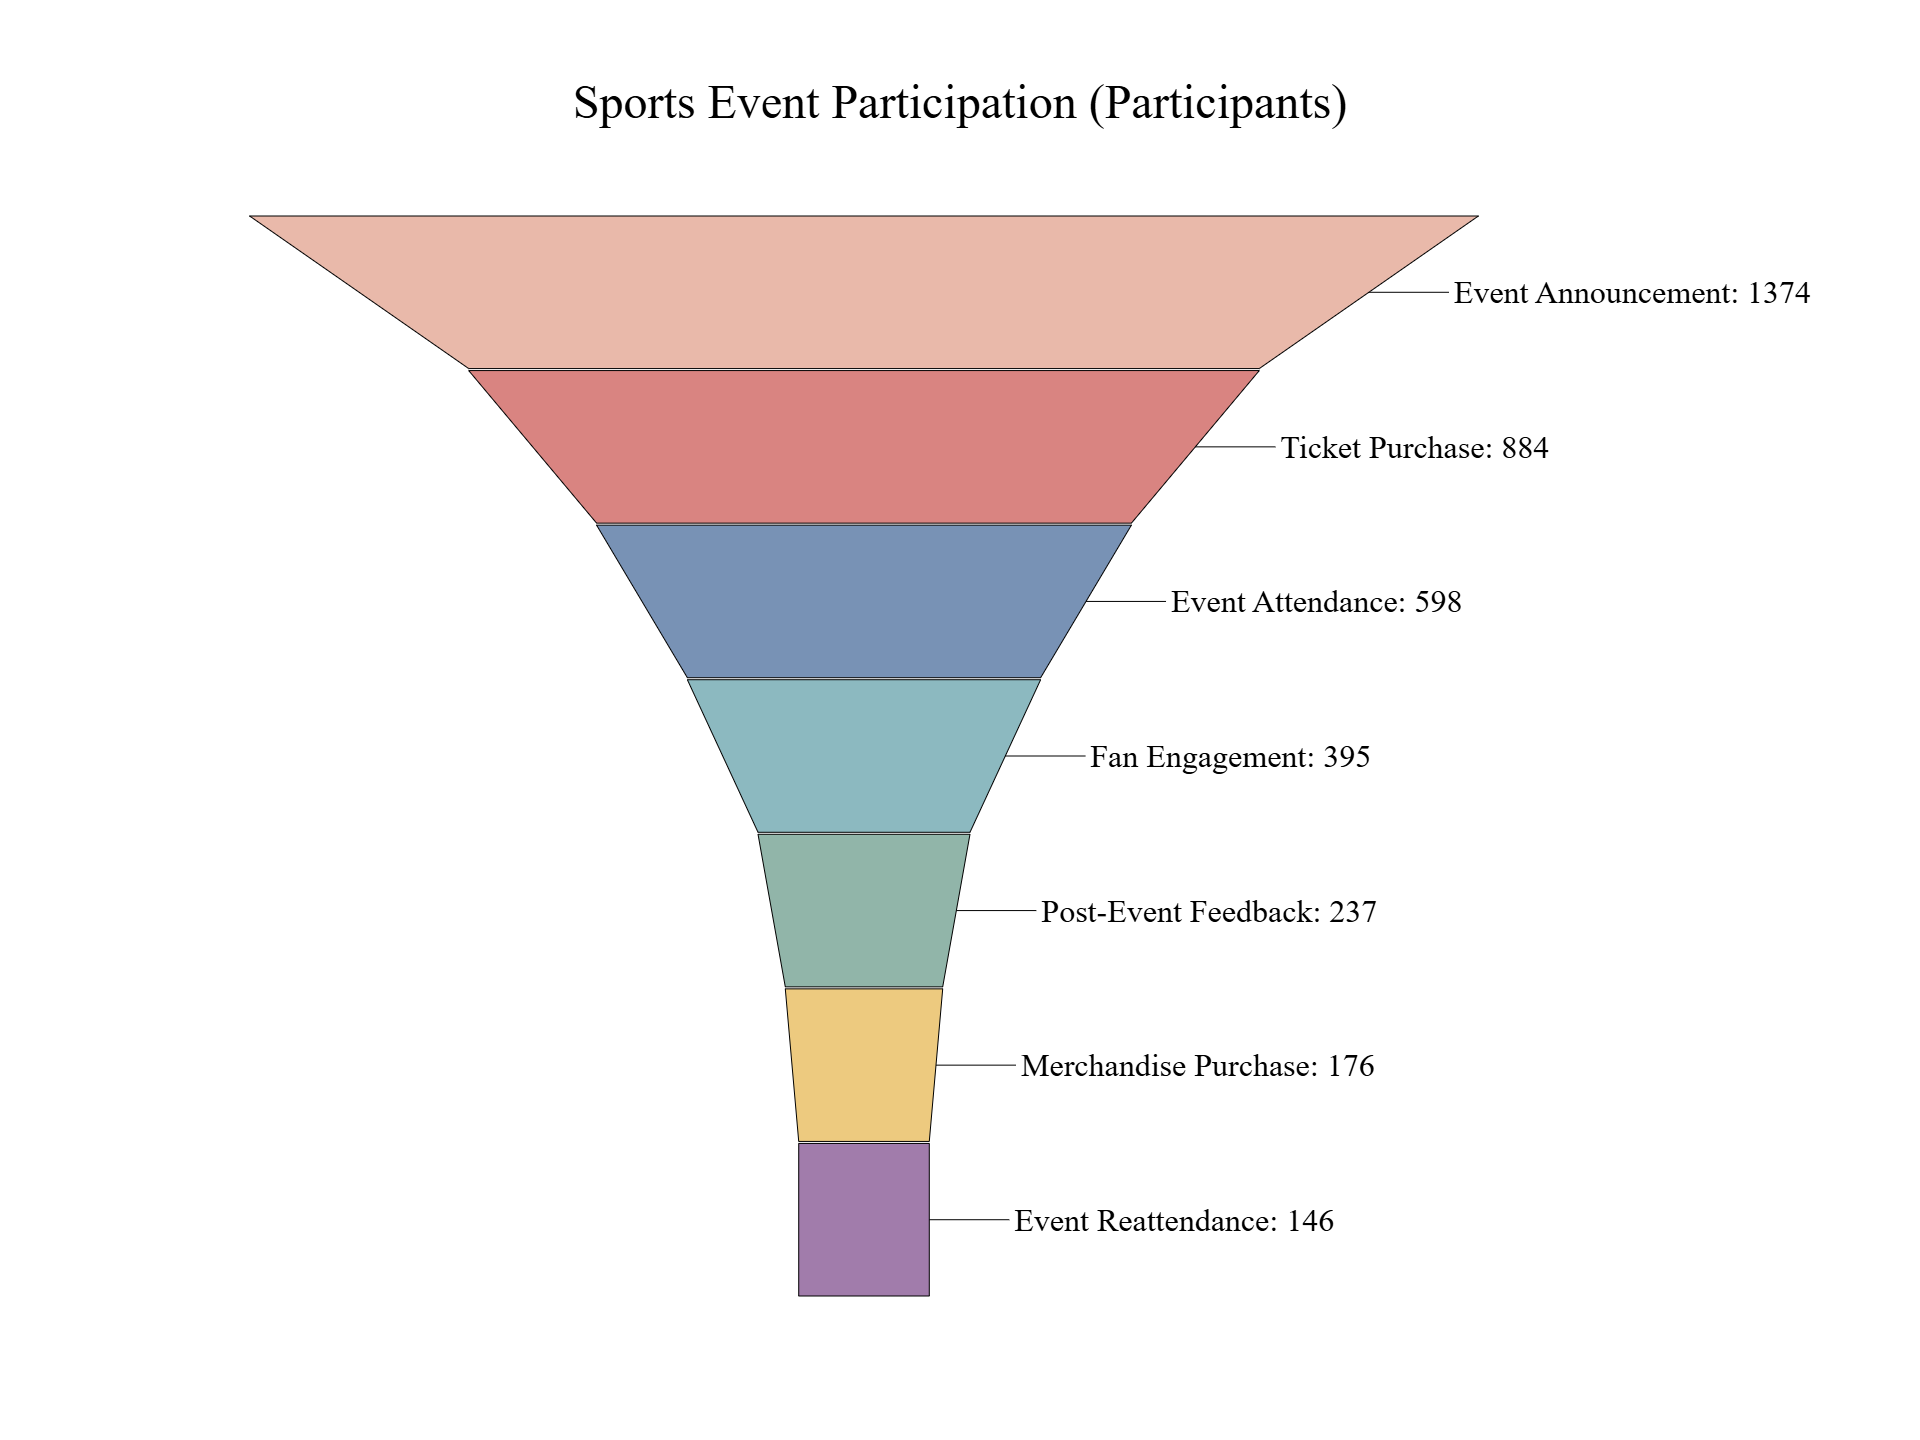 Sports Event Participation (Participants)
Event Announcement: 1374
Ticket Purchase: 884
Event Attendance: 598
Fan Engagement: 395
Post-Event Feedback: 237
Merchandise Purchase: 176
Event Reattendance: 146